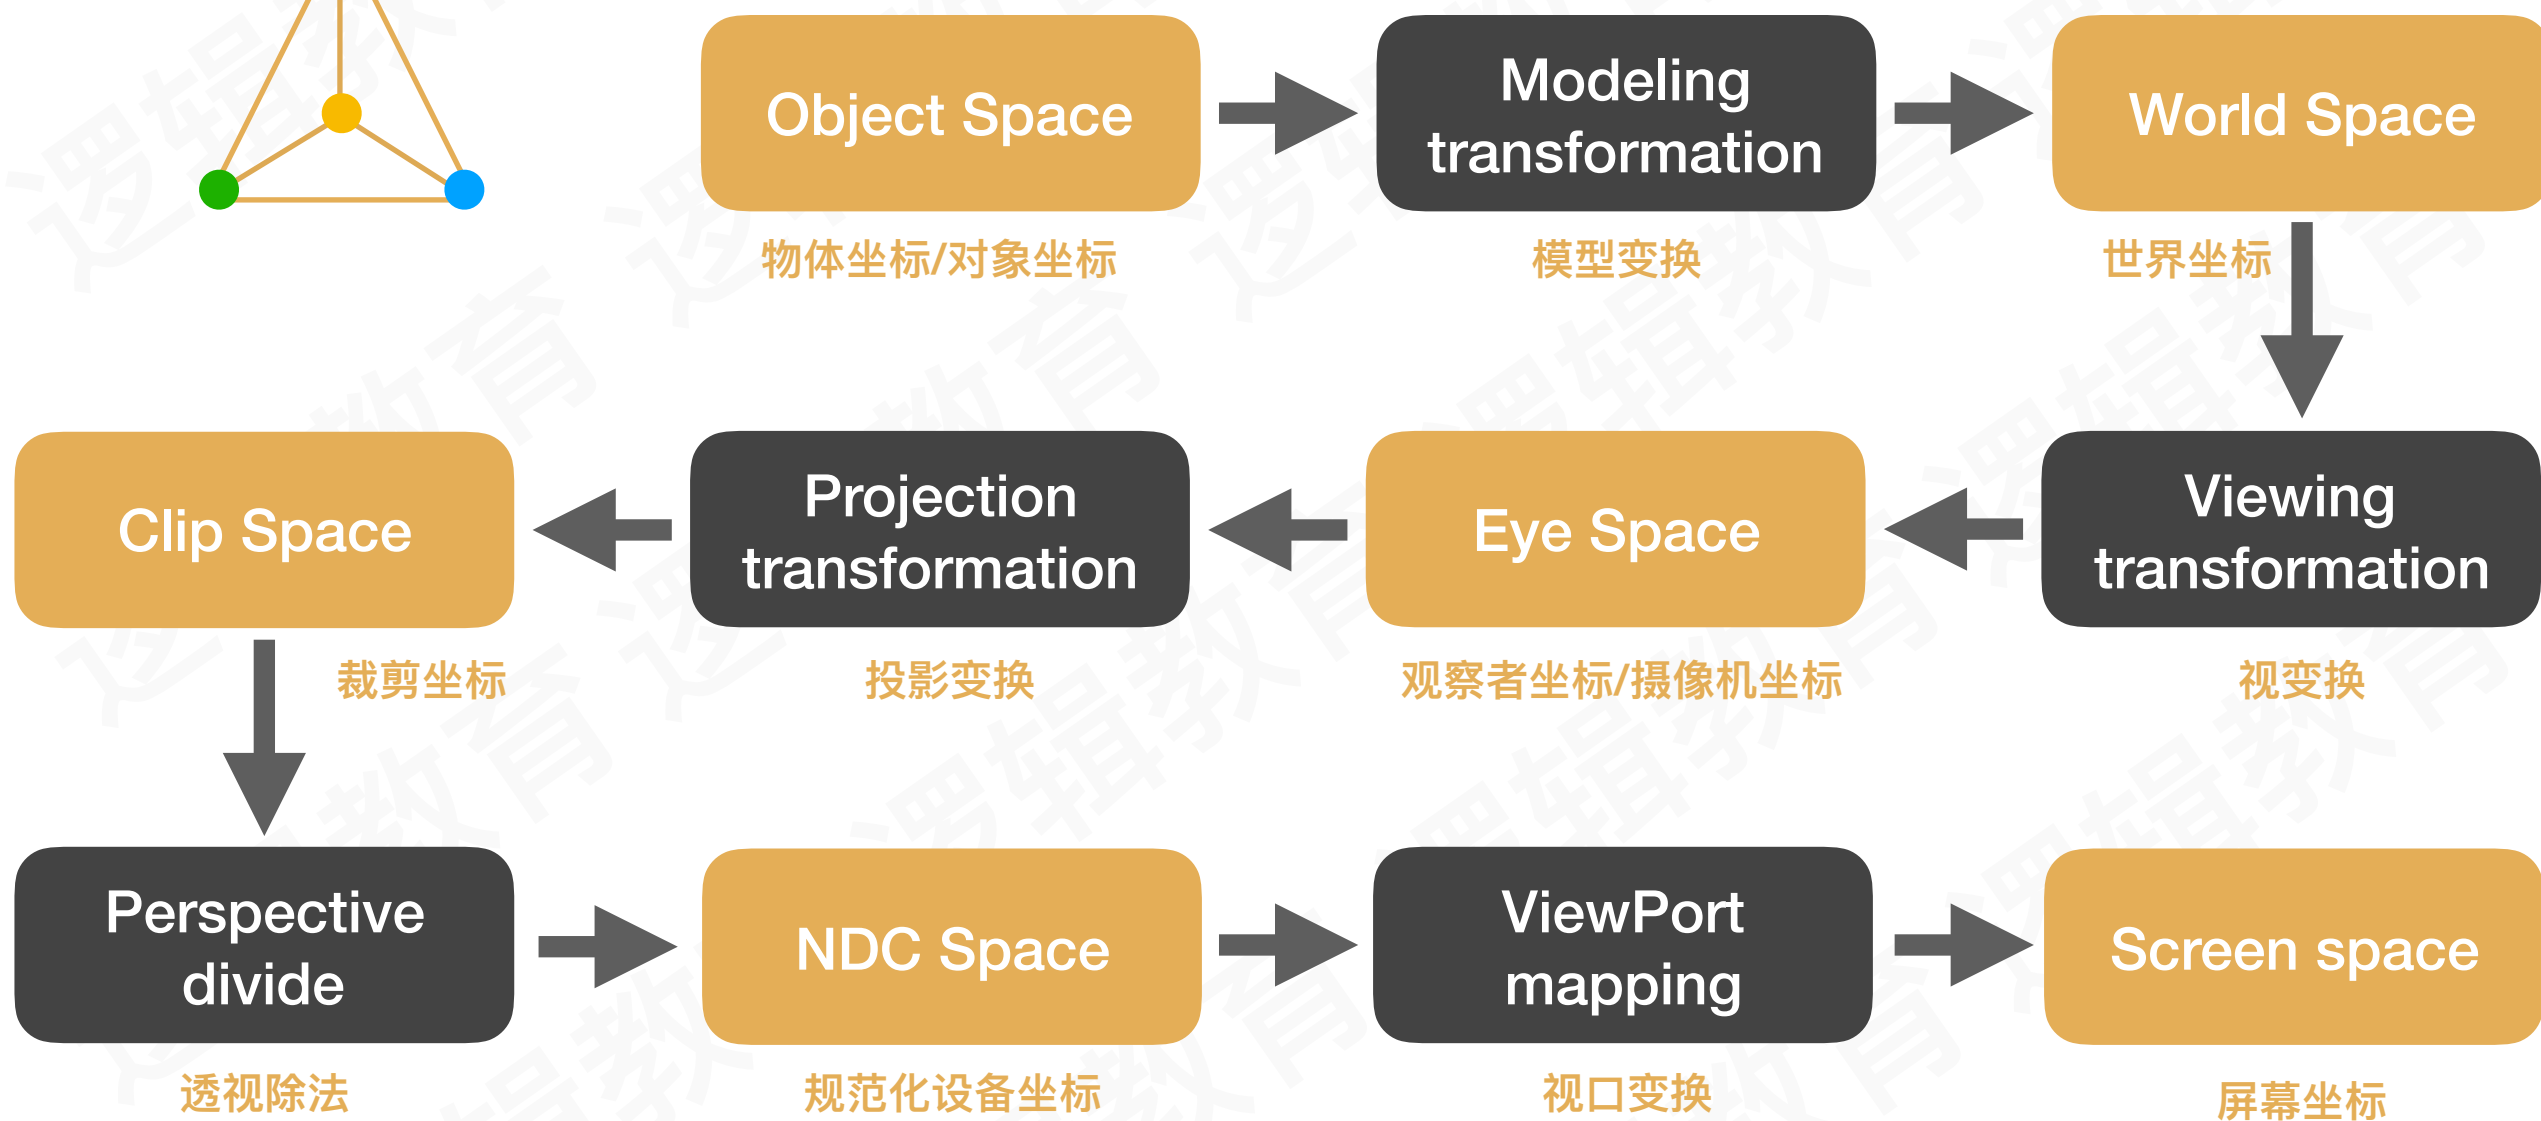 Object Space
Modeling
transformation
World Space
物体坐标/对象坐标
模型变换
世界坐标
Clip Space
Projection
transformation
Eye Space
Viewing
transformation
裁剪坐标
投影变换
观察者坐标/摄像机坐标
视变换
Perspective
divide
NDC Space
ViewPort
mapping
Screen space
透视除法
规范化设备坐标
视口变换
屏幕坐标
逻辑教育